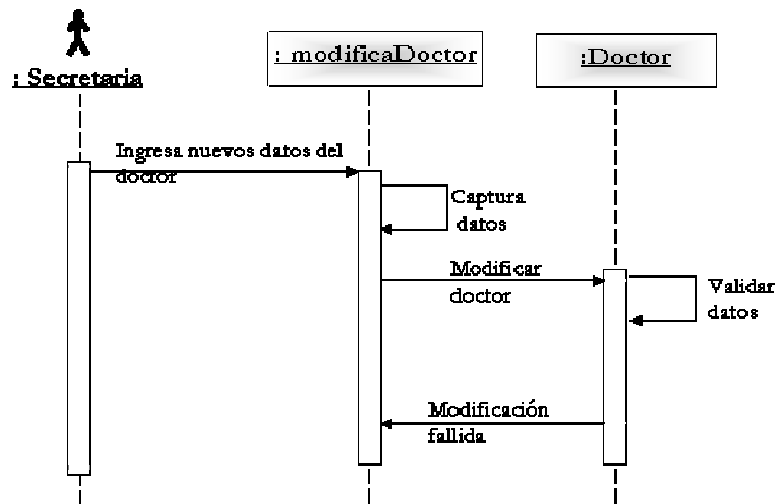 : Secretaria
: modificaDoctor
:Doctor
Ingresa nuevos datos del
doctor
Captura
datos
Modificar
doctor
Validar
datos
Modificación
fallida